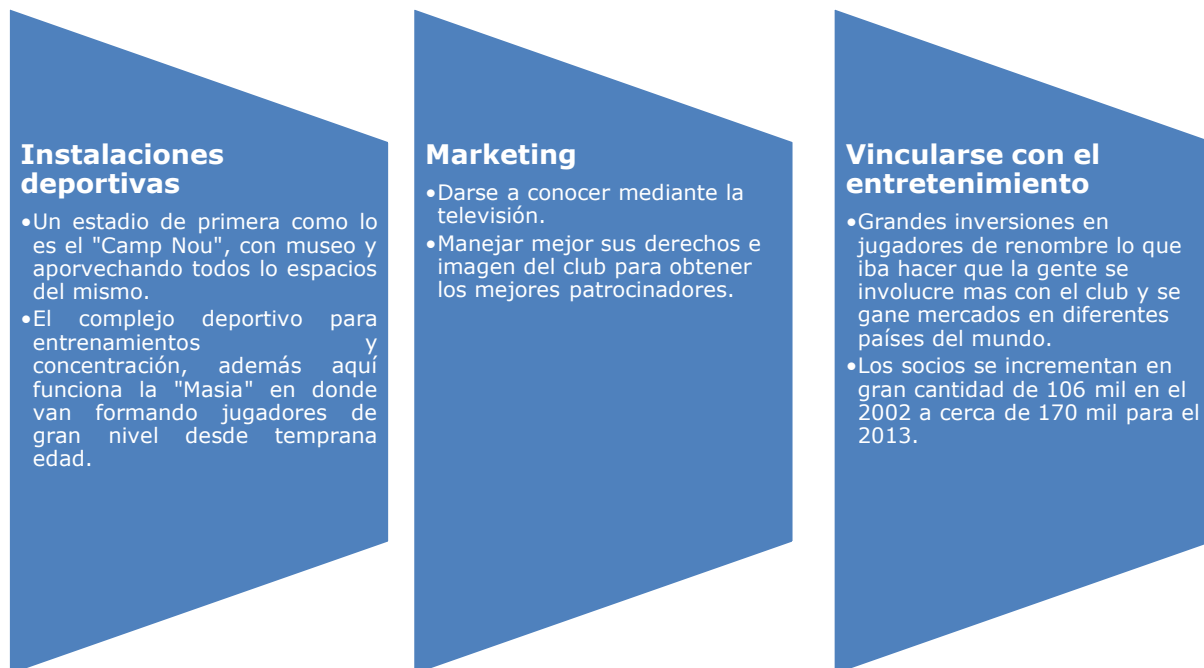 Instalaciones
deportivas
•Un estadio de primera como lo
es el "Camp Nou", con museo y
aporvechando todos lo espacios
del mismo.
•El complejo deportivo para
entrenamientos y
concentración, además aquí
funciona la "Masia" en donde
van formando jugadores de
gran nivel desde temprana
edad.
Marketing
•Darse a conocer mediante la
televisión.
•Manejar mejor sus derechos e
imagen del club para obtener
los mejores patrocinadores.
Vincularse con el
entretenimiento
•Grandes inversiones en
jugadores de renombre lo que
iba hacer que la gente se
involucre mas con el club y se
gane mercados en diferentes
países del mundo.
•Los socios se incrementan en
gran cantidad de 106 mil en el
2002 a cerca de 170 mil para el
2013.